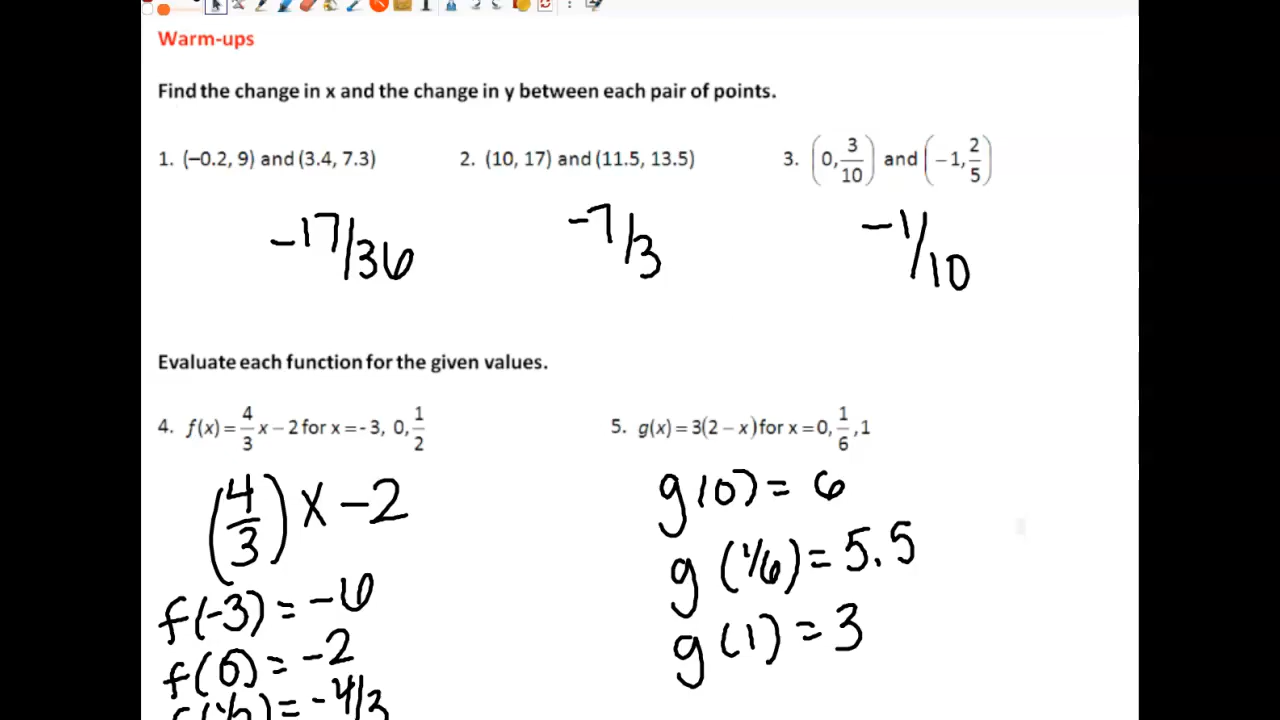 Warm-ups
Find the change in x and the change in y between each pair of points.
1. (–0.2, 9) and (3.4, 7.3) 2. (10, 17) and (11.5, 13.5) 3. (0, 3/10) and (–1, 2/5)
-17/36 -7/3 -1/10
Evaluate each function for the given values.
4. f(x) = 4/3 x – 2 for x = - 3, 0, 1/2 5. g(x) = 3(2 – x) for x = 0, 1/6, 1
(4/3) x - 2
f(-3) = -6
f(0) = -2
f(1/2) = -4/3
g(0) = 6
g(1/6) = 5.5
g(1) = 3